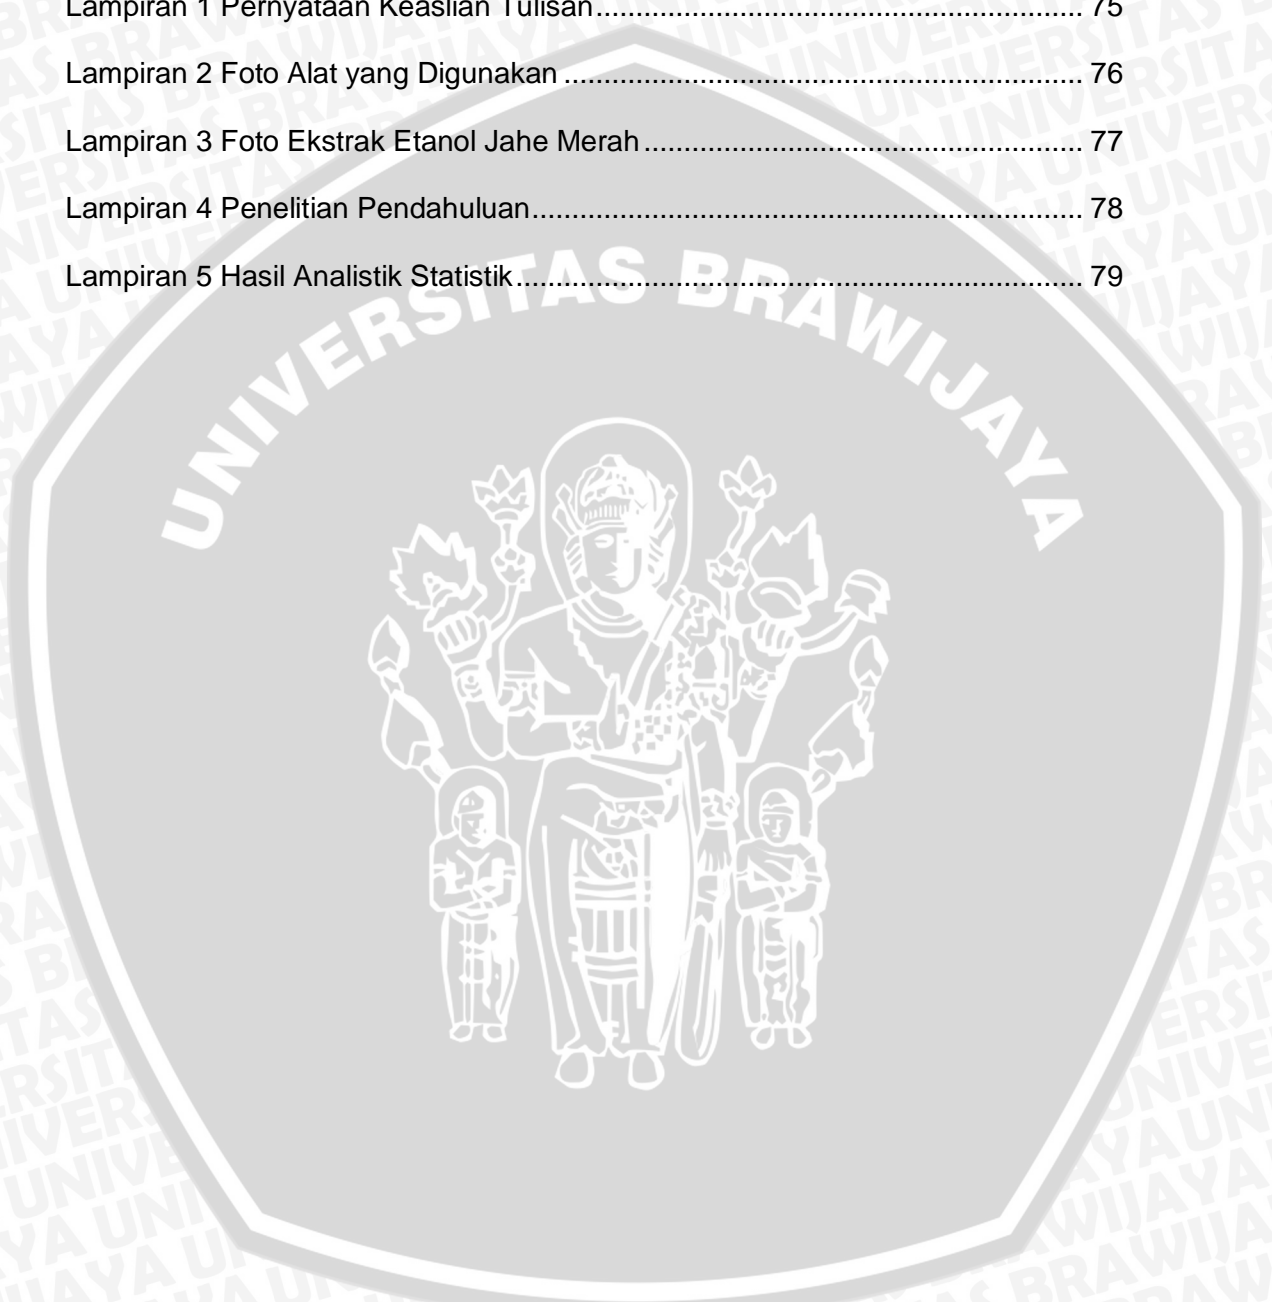 Lampiran 1 Pernyataan Keaslian Tulisan............................................................. 75
Lampiran 2 Foto Alat yang Digunakan ................................................................. 76
Lampiran 3 Foto Ekstrak Etanol Jahe Merah ....................................................... 77
Lampiran 4 Penelitian Pendahuluan..................................................................... 78
Lampiran 5 Hasil Analistik Statistik....................................................................... 79
UNIVERSITAS BRAWIJAYA